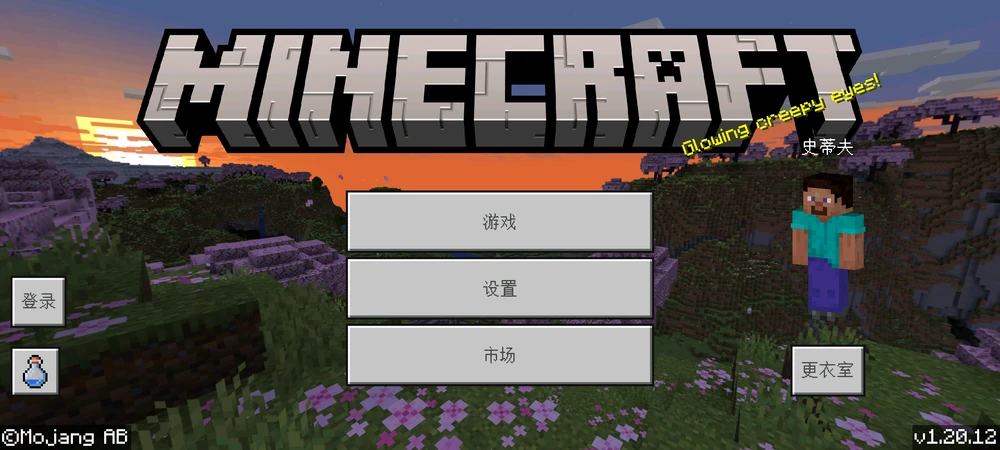 MINECRAFT
Glowing creepy eyes!
史蒂夫
游戏
设置
登录
市场
更衣室
©Mojang AB
v1.20.12